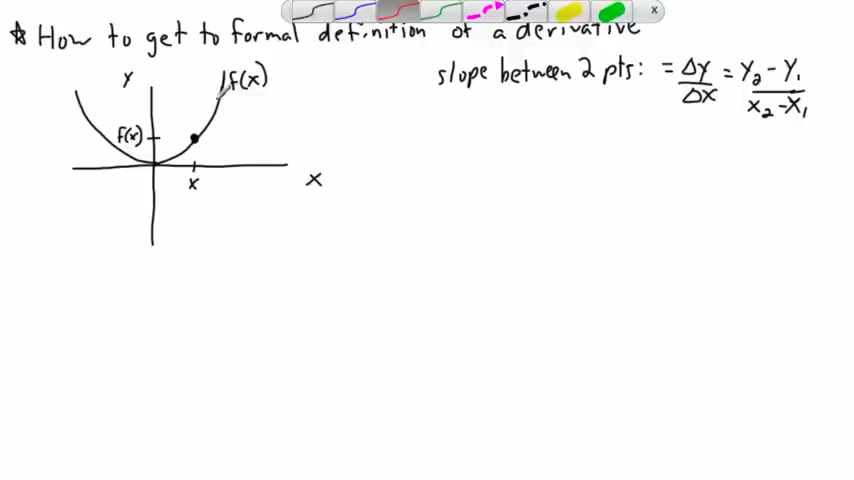 ★ How to get to formal definition of a derivative
slope between 2 pts: = Δy/Δx = Y₂ - Y₁ / x₂ - x₁
Y
f(x)
f(x)
x
x
x